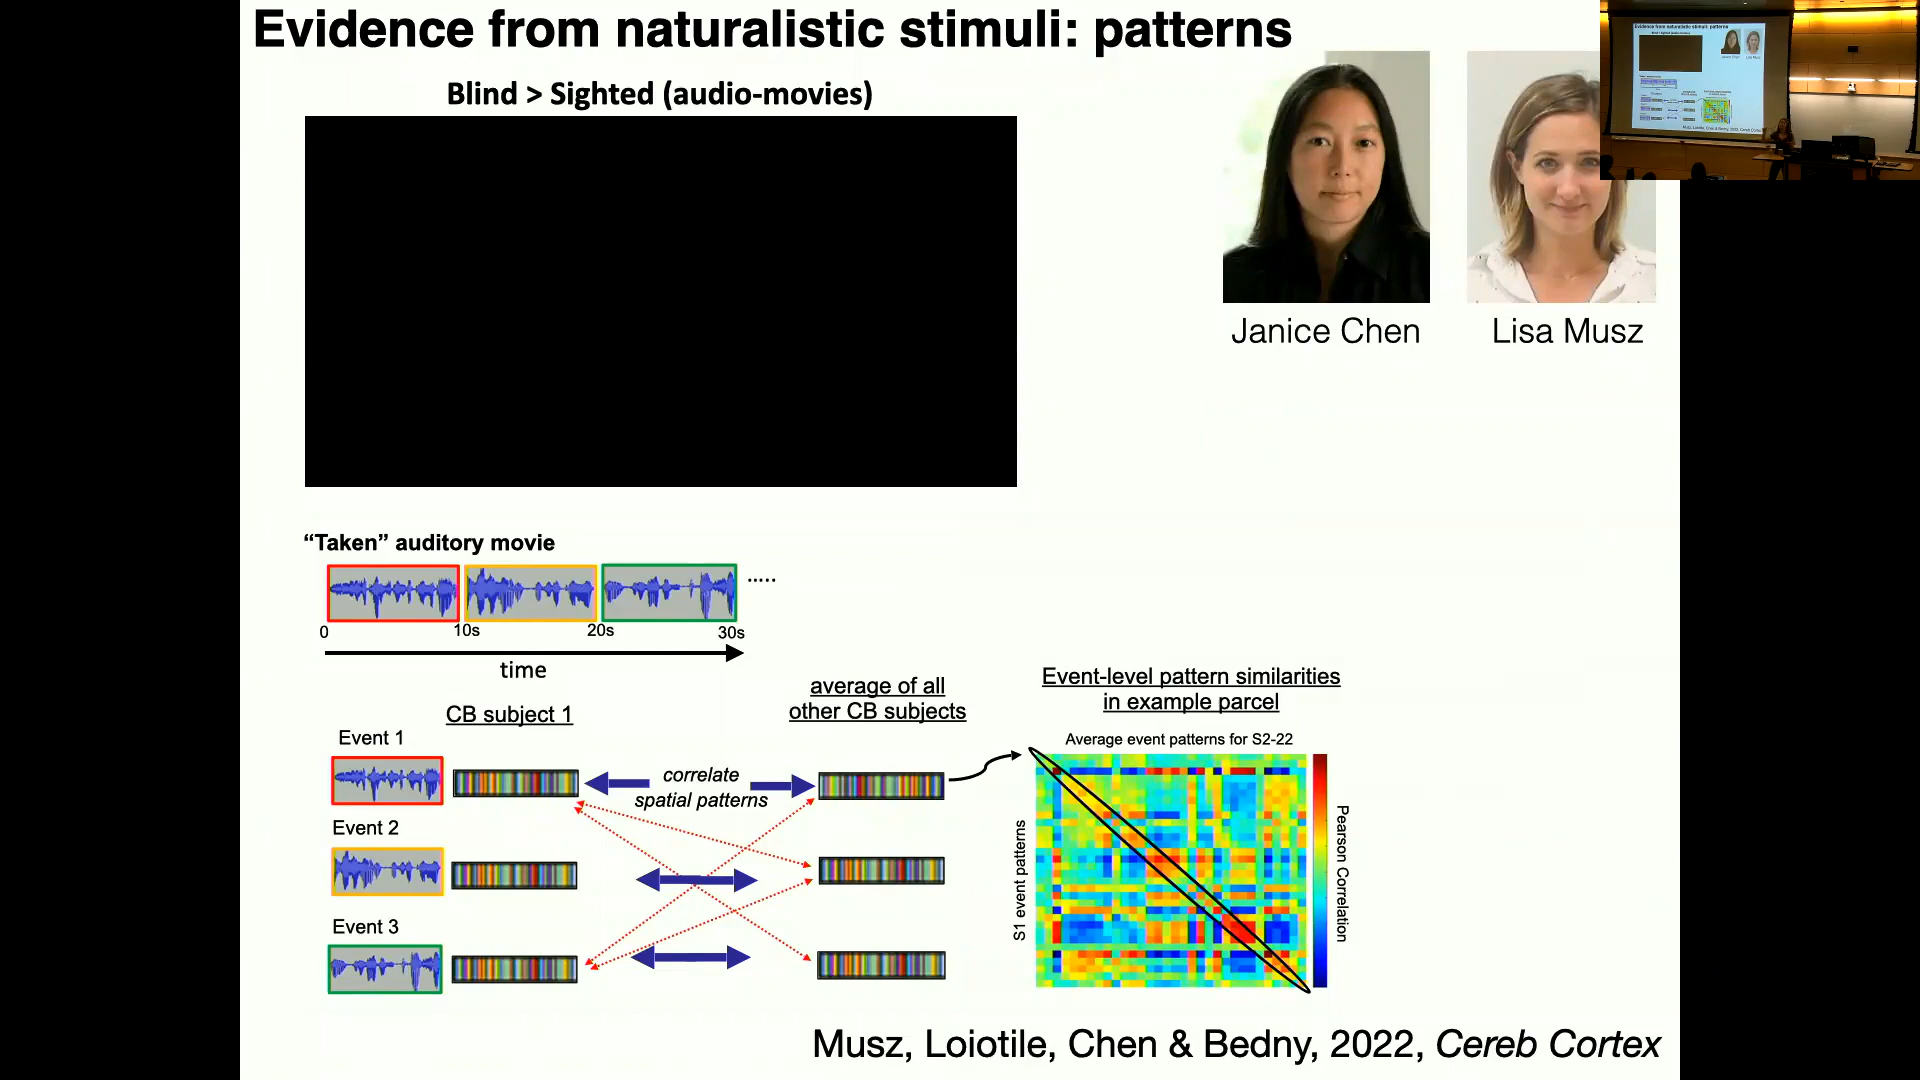 Evidence from naturalistic stimuli: patterns
Blind > Sighted (audio-movies)
Janice Chen
Lisa Musz
“Taken” auditory movie
.....
0
10s
20s
30s
time
CB subject 1
average of all
other CB subjects
Event-level pattern similarities
in example parcel
Event 1
Event 2
Event 3
correlate
spatial patterns
Average event patterns for S2-22
S1 event patterns
Pearson Correlation
Musz, Loiotile, Chen & Bedny, 2022, Cereb Cortex